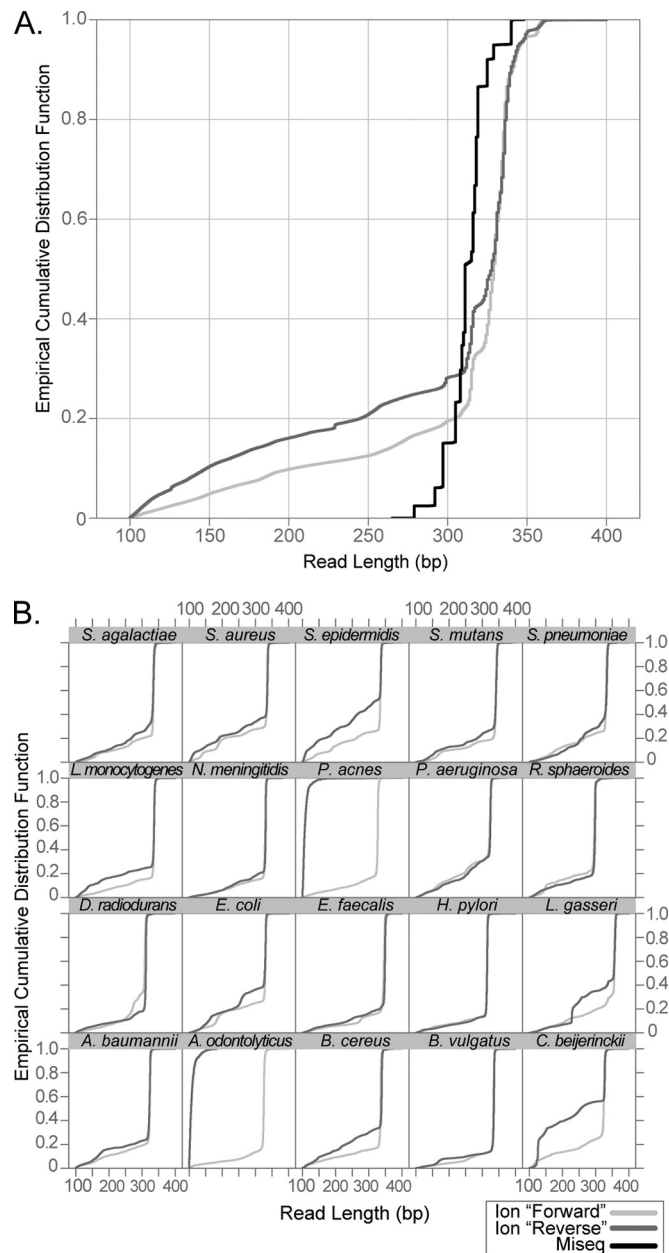 A.
Empirical Cumulative Distribution Function
1.0
0.8
0.6
0.4
0.2
0
100 150 200 250 300 350 400
Read Length (bp)
B.
100 200 300 400 100 200 300 400
S. agalactiae S. aureus S. epidermidis S. mutans S. pneumoniae
1.0
0.8
0.6
0.4
0.2
0
L. monocytogenes N. meningitidis P. acnes P. aeruginosa R. sphaeroides
1.0
0.8
0.6
0.4
0.2
0
D. radiodurans E. coli E. faecalis H. pylori L. gasseri
1.0
0.8
0.6
0.4
0.2
0
A. baumannii A. odontolyticus B. cereus B. vulgatus C. beijerinckii
1.0
0.8
0.6
0.4
0.2
0
Empirical Cumulative Distribution Function
100 200 300 400 100 200 300 400 100 200 300 400
Read Length (bp)
Ion "Forward"
Ion "Reverse"
Miseq